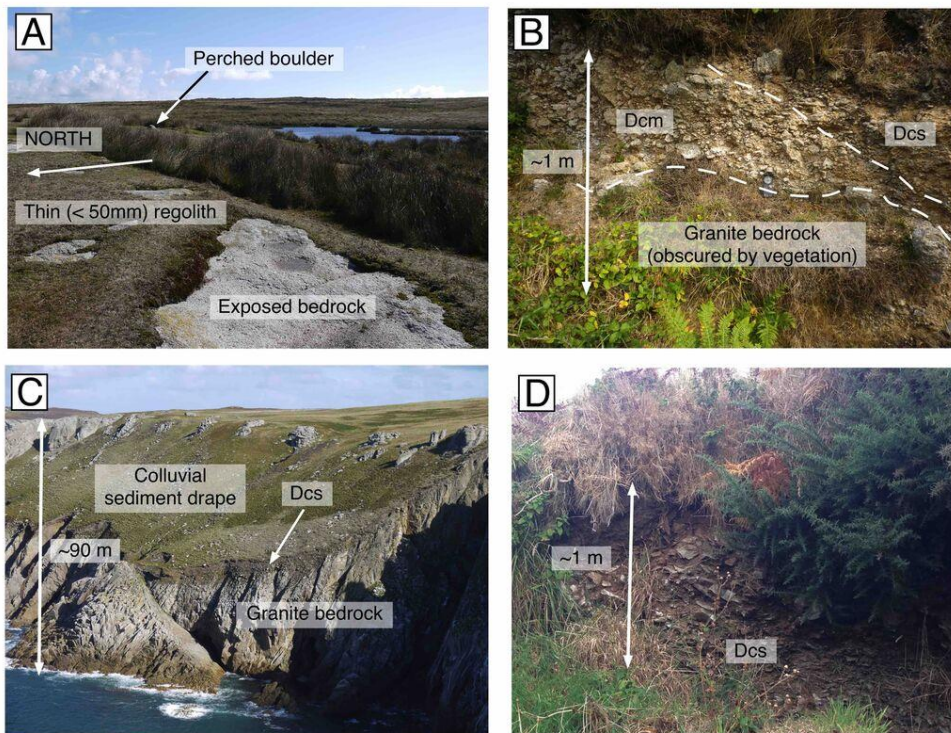 A
Perched boulder
NORTH
Thin (< 50mm) regolith
Exposed bedrock
B
Dcm
Dcs
~1 m
Granite bedrock
(obscured by vegetation)
C
Colluvial
sediment drape
Dcs
~90 m
Granite bedrock
D
~1 m
Dcs